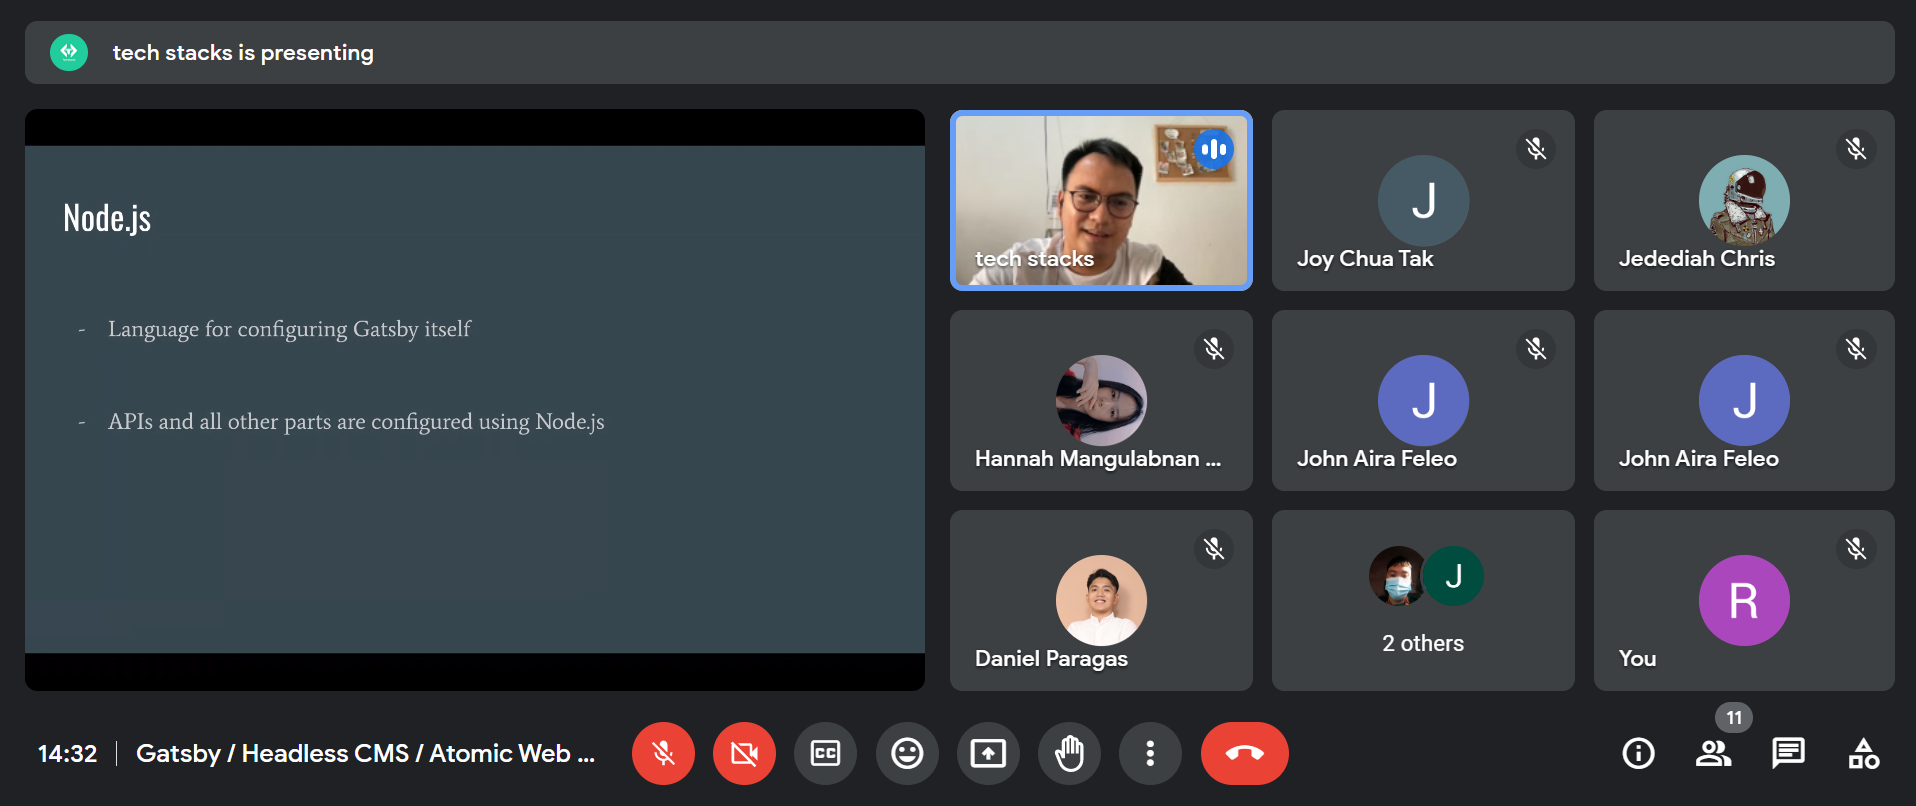 tech stacks is presenting
Node.js
- Language for configuring Gatsby itself
- APIs and all other parts are configured using Node.js
tech stacks
J
Joy Chua Tak
Jedediah Chris
Hannah Mangulabnan ...
J
John Aira Feleo
J
John Aira Feleo
Daniel Paragas
J
2 others
R
You
14:32 | Gatsby / Headless CMS / Atomic Web ...
CC
11